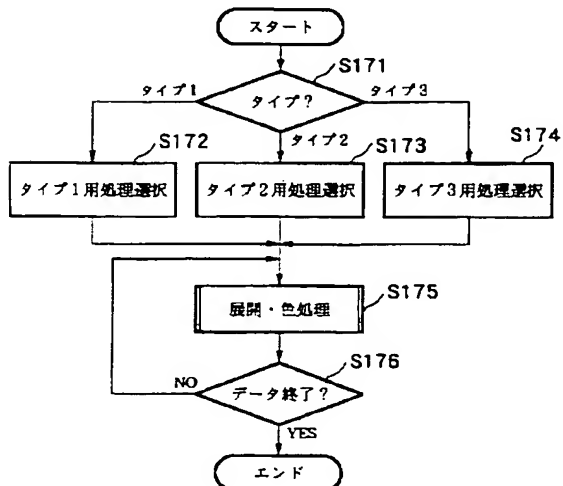 スタート
S171
タイプ?
タイプ1
タイプ3
タイプ2
S172
S173
S174
タイプ1用処理選択
タイプ2用処理選択
タイプ3用処理選択
S175
展開・色処理
S176
NO
データ終了?
YES
エンド